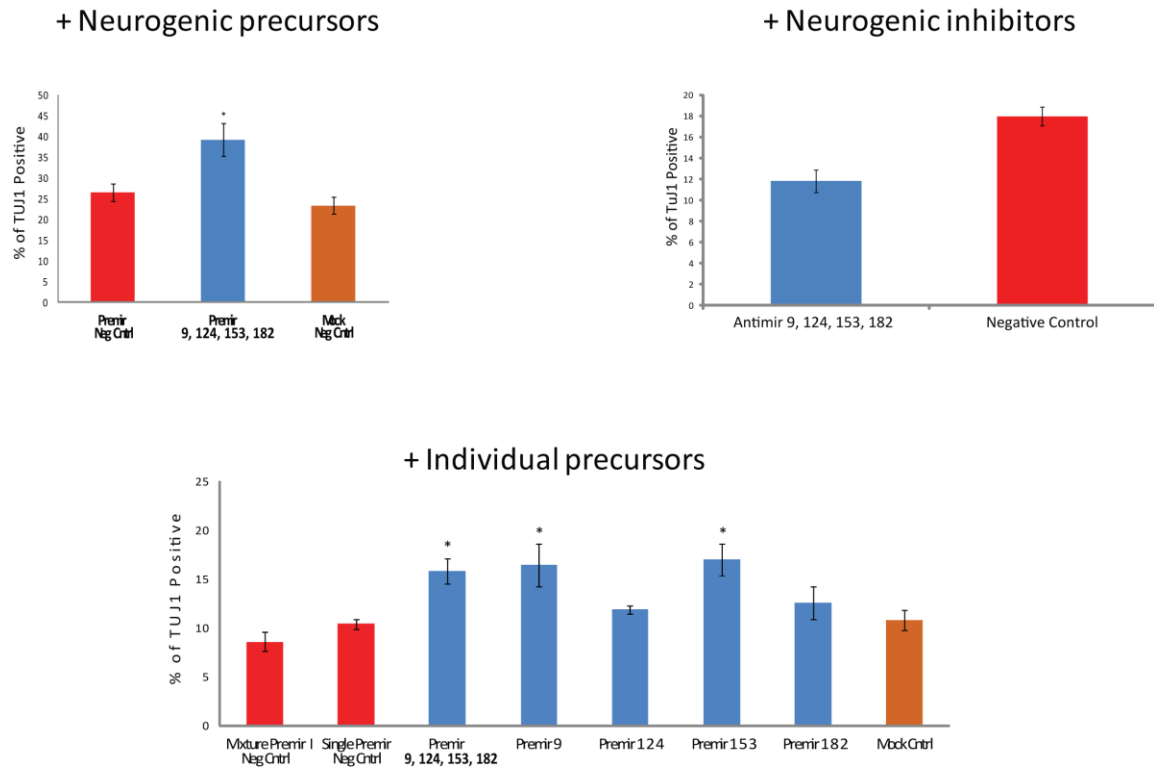 + Neurogenic precursors
+ Neurogenic inhibitors
% of TUJ1 Positive
50
45
40
35
30
25
20
15
10
5
0
*
Premir
Neg Cntrl
Premir
9, 124, 153, 182
Mock
Neg Cntrl
% of TUJ1 Positive
20
18
16
14
12
10
8
6
4
2
0
Antimir 9, 124, 153, 182
Negative Control
+ Individual precursors
% of TUJ1 Positive
25
20
15
10
5
0
*
*
*
Mixture Premir I
Neg Cntrl
Single Premir
Neg Cntrl
Premir
9, 124, 153, 182
Premir 9
Premir 124
Premir 153
Premir 182
Mock Cntrl